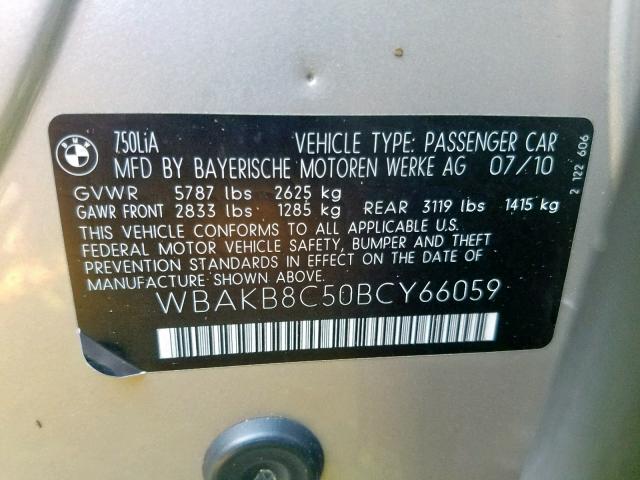 BMW
750LiA VEHICLE TYPE: PASSENGER CAR
MFD BY BAYERISCHE MOTOREN WERKE AG 07/10
GVWR 5787 lbs 2625 kg
GAWR FRONT 2833 lbs 1285 kg REAR 3119 lbs 1415 kg
THIS VEHICLE CONFORMS TO ALL APPLICABLE U.S.
FEDERAL MOTOR VEHICLE SAFETY, BUMPER AND THEFT
PREVENTION STANDARDS IN EFFECT ON THE DATE OF
MANUFACTURE SHOWN ABOVE.
WBAKB8C50BCY66059
2 122 606